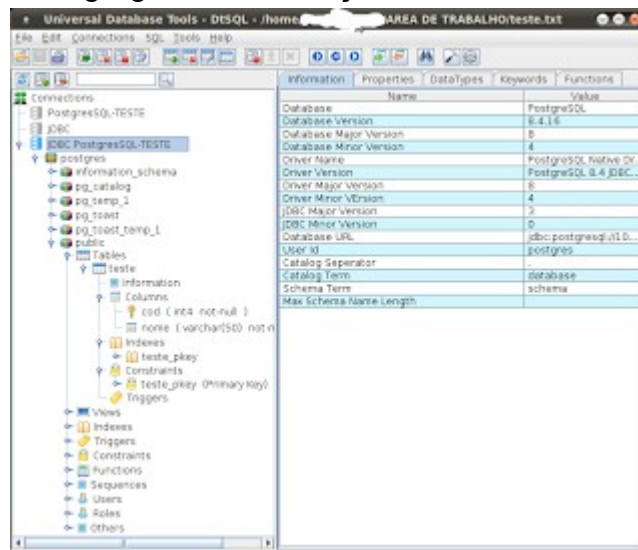 Universal Database Tools - DtSQL - /home/ AREA DE TRABALHO/teste.txt
File Edit Connections SQL Tools Help
Information Properties DataTypes Keywords Functions
Connections
PostgresSQL-TESTE
JDBC
JDBC PostgresSQL-TESTE
postgres
information_schema
pg_catalog
pg_temp_1
pg_toast
pg_toast_temp_1
public
Tables
teste
Information
Columns
cod ( int4 not-null )
nome ( varchar(50) not-n
Indexes
teste_pkey
Constraints
teste_pkey (Primary Key)
Triggers
Views
Indexes
Triggers
Constraints
Functions
Sequences
Users
Roles
Others
Name Value
Database PostgreSQL
Database Version 8.4.16
Database Major Version 8
Database Minor Version 4
Driver Name PostgreSQL Native Dr...
Driver Version PostgreSQL 8.4 JDBC...
Driver Major Version 8
Driver Minor VErsion 4
JDBC Major Version 3
JDBC Minor Version 0
Database URL jdbc:postgresql://10...
User Id postgres
Catalog Seperator .
Catalog Term database
Schema Term schema
Max Schema Name Length